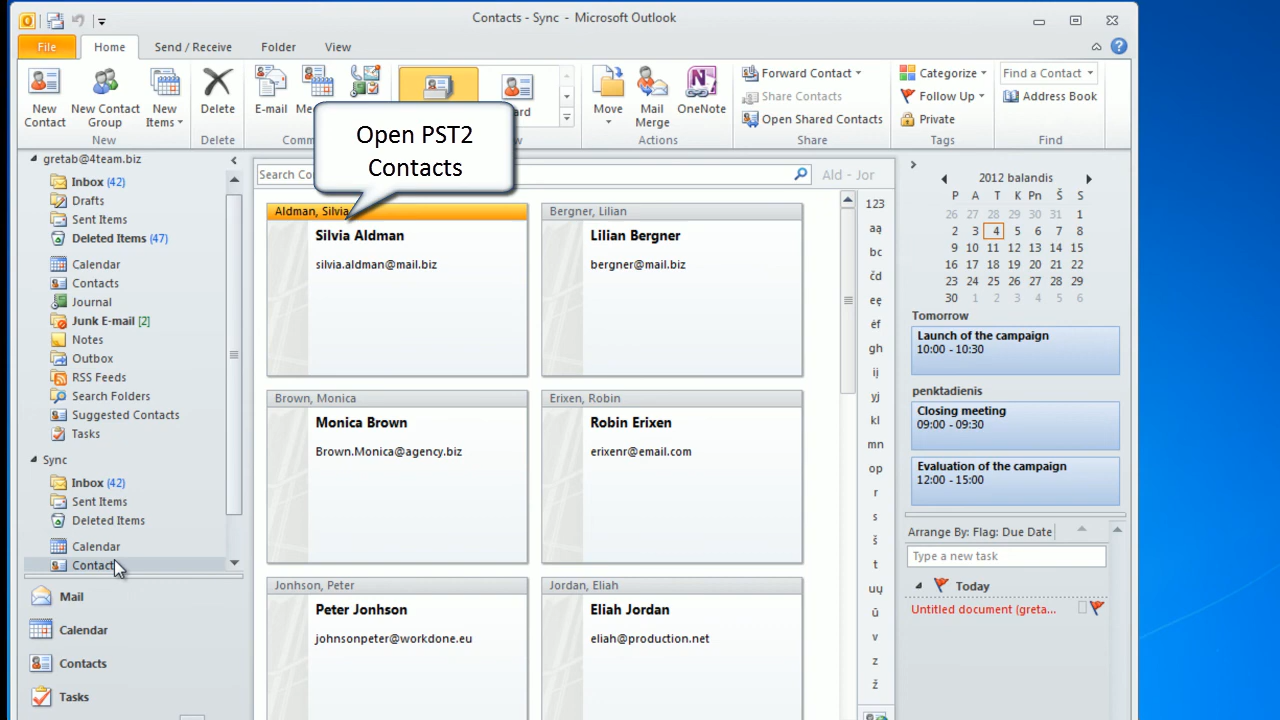 Contacts - Sync - Microsoft Outlook
File Home Send / Receive Folder View
New Contact
New Contact Group
New Items
Delete
E-mail
Move
Mail Merge
OneNote
Forward Contact
Share Contacts
Open Shared Contacts
Categorize
Follow Up
Private
Find a Contact
Address Book
New
Delete
Actions
Share
Tags
Find
Open PST2
Contacts
gretab@4team.biz
Inbox (42)
Drafts
Sent Items
Deleted Items (47)
Calendar
Contacts
Journal
Junk E-mail [2]
Notes
Outbox
RSS Feeds
Search Folders
Suggested Contacts
Tasks
Sync
Inbox (42)
Sent Items
Deleted Items
Calendar
Mail
Calendar
Contacts
Tasks
Search
Ald - Jor
Aldman, Silvia
Silvia Aldman
silvia.aldman@mail.biz
Bergner, Lilian
Lilian Bergner
bergner@mail.biz
Brown, Monica
Monica Brown
Brown.Monica@agency.biz
Erixen, Robin
Robin Erixen
erixenr@email.com
Jonhson, Peter
Peter Jonhson
johnsonpeter@workdone.eu
Jordan, Eliah
Eliah Jordan
eliah@production.net
123
aą
bc
čd
eę
ėf
gh
iį
yj
kl
mn
op
r
s
š
t
uų
ū
v
z
ž
2012 balandis
P A T K Pn Š S
26 27 28 29 30 31 1
2 3 4 5 6 7 8
9 10 11 12 13 14 15
16 17 18 19 20 21 22
23 24 25 26 27 28 29
30 1 2 3 4 5 6
Tomorrow
Launch of the campaign
10:00 - 10:30
penktadienis
Closing meeting
09:00 - 09:30
Evaluation of the campaign
12:00 - 15:00
Arrange By: Flag: Due Date
Type a new task
Today
Untitled document (greta...